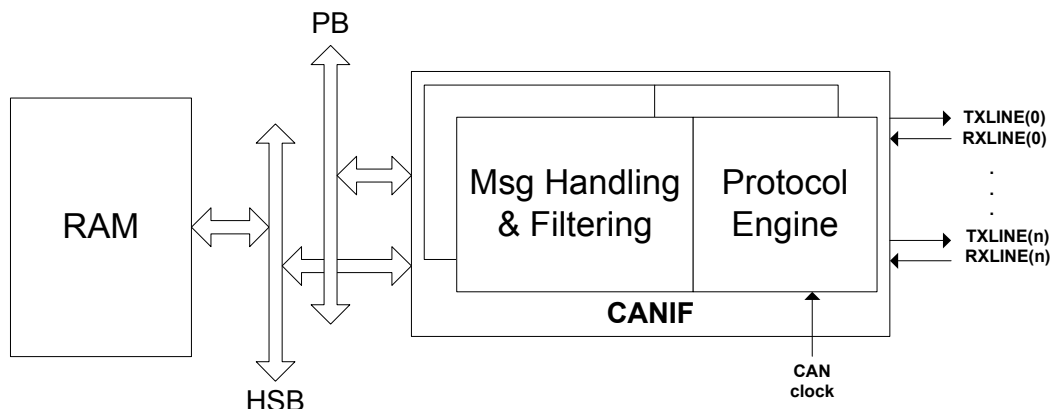 PB
RAM
HSB
Msg Handling
& Filtering
Protocol
Engine
CANIF
CAN
clock
TXLINE(0)
RXLINE(0)
.
.
.
TXLINE(n)
RXLINE(n)